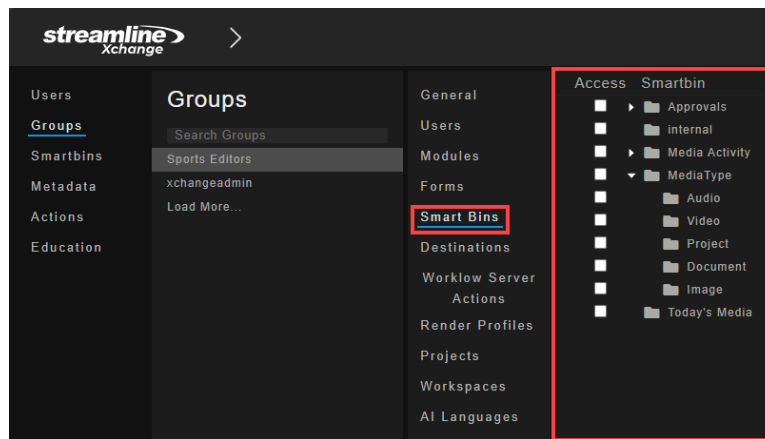 streamline
Xchange
Users
Groups
Smartbins
Metadata
Actions
Education
Groups
Search Groups
Sports Editors
xchangeadmin
Load More...
General
Users
Modules
Forms
Smart Bins
Destinations
Worklow Server
Actions
Render Profiles
Projects
Workspaces
AI Languages
Access Smartbin
Approvals
internal
Media Activity
MediaType
Audio
Video
Project
Document
Image
Today's Media